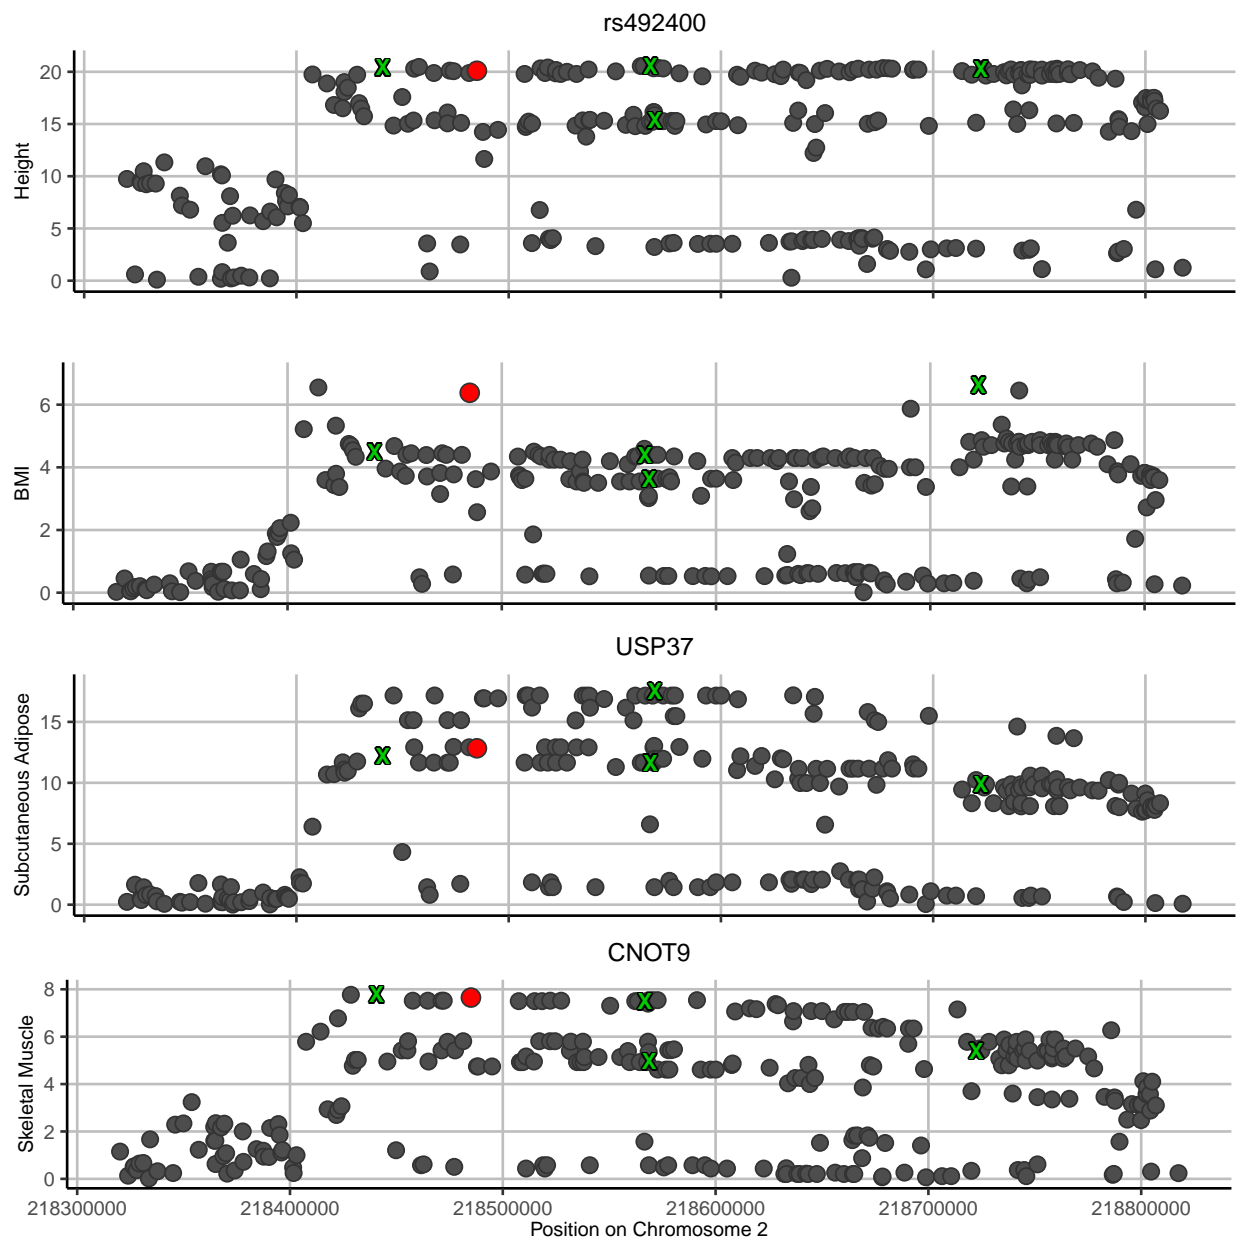 rs492400
20
15
10
5
0
Height
6
4
2
0
BMI
USP37
15
10
5
0
Subcutaneous Adipose
CNOT9
8
6
4
2
0
Skeletal Muscle
218300000 218400000 218500000 218600000 218700000 218800000
Position on Chromosome 2